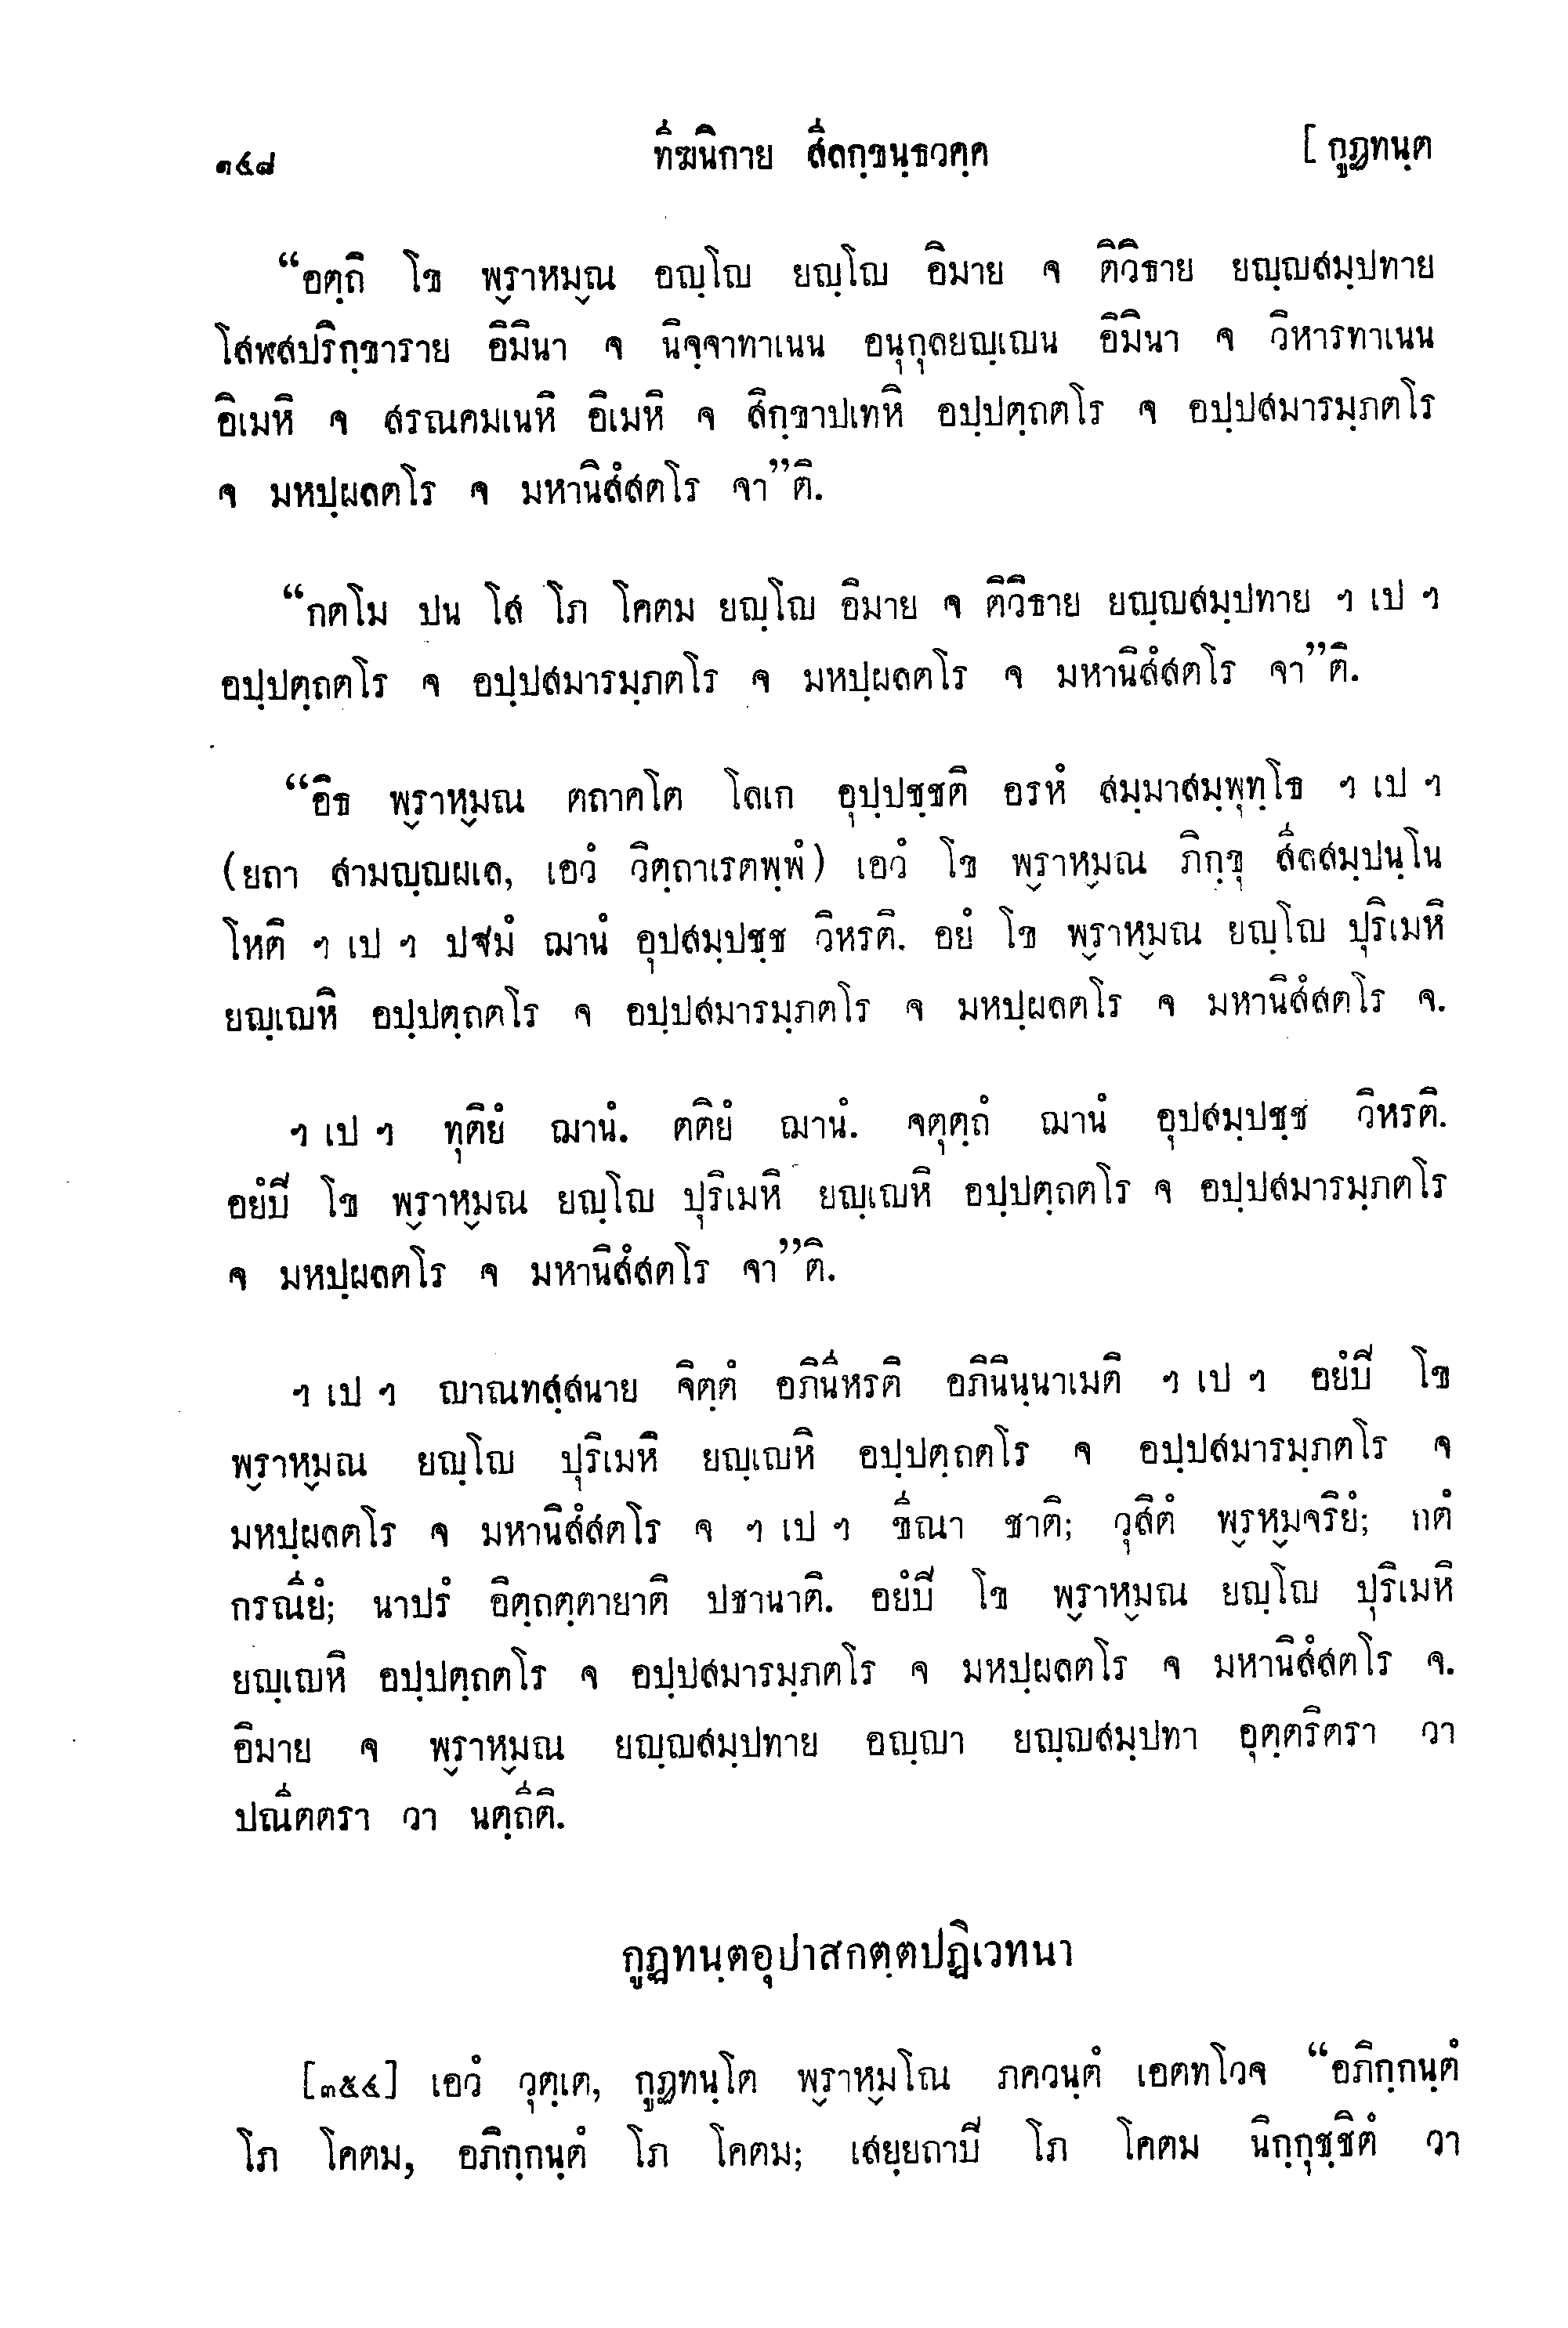 ๑๔๘ ทีฆนิกาย สีลกฺขนฺธวคฺค [ กูฏทนฺต
“อตฺถิ โข พ๎ราห๎มณ อญฺโญ ยญฺโญ อิมาย จ ติวิธาย ยญฺญสมฺปทาย
โสฬสปริกฺขาราย อิมินา จ นิจฺจาทาเนน อนุกุลยญฺเญน อิมินา จ วิหารทาเนน
อิเมหิ จ สรณคมเนหิ อิเมหิ จ สิกฺขาปเทหิ อปฺปตฺถตโร จ อปฺปสมารมฺภตโร
จ มหปฺผลตโร จ มหานิสํสตโร จา”ติ.
“กตโม ปน โส โภ โคตม ยญฺโญ อิมาย จ ติวิธาย ยญฺญสมฺปทาย ฯ เป ฯ
อปฺปตฺถตโร จ อปฺปสมารมฺภตโร จ มหปฺผลตโร จ มหานิสํสตโร จา”ติ.
“อิธ พ๎ราห๎มณ ตถาคโต โลเก อุปฺปชฺชติ อรหํ สมฺมาสมฺพุทฺโธ ฯ เป ฯ
(ยถา สามญฺญผเล, เอวํ วิตฺถาเรตพฺพํ) เอวํ โข พ๎ราห๎มณ ภิกฺขุ สีลสมฺปนฺโน
โหติ ฯ เป ฯ ปฐมํ ฌานํ อุปสมฺปชฺช วิหรติ. อยํ โข พ๎ราห๎มณ ยญฺโญ ปุริเมหิ
ยญฺเญหิ อปฺปตฺถตโร จ อปฺปสมารมฺภตโร จ มหปฺผลตโร จ มหานิสํสตโร จ.
ฯ เป ฯ ทุติยํ ฌานํ. ตติยํ ฌานํ. จตุตฺถํ ฌานํ อุปสมฺปชฺช วิหรติ.
อยํปิ โข พ๎ราห๎มณ ยญฺโญ ปุริเมหิ ยญฺเญหิ อปฺปตฺถตโร จ อปฺปสมารมฺภตโร
จ มหปฺผลตโร จ มหานิสํสตโร จา”ติ.
ฯ เป ฯ ญาณทสฺสนาย จิตฺตํ อภินีหรติ อภินินฺนาเมติ ฯ เป ฯ อยํปิ โข
พ๎ราห๎มณ ยญฺโญ ปุริเมหิ ยญฺเญหิ อปฺปตฺถตโร จ อปฺปสมารมฺภตโร จ
มหปฺผลตโร จ มหานิสํสตโร จ ฯ เป ฯ ขีณา ชาติ; วุสิตํ พ๎รห๎มจริยํ; กตํ
กรณียํ; นาปรํ อิตฺถตฺตายาติ ปชานาติ. อยํปิ โข พ๎ราห๎มณ ยญฺโญ ปุริเมหิ
ยญฺเญหิ อปฺปตฺถตโร จ อปฺปสมารมฺภตโร จ มหปฺผลตโร จ มหานิสํสตโร จ.
อิมาย จ พ๎ราห๎มณ ยญฺญสมฺปทาย อญฺญา ยญฺญสมฺปทา อุตฺตริตรา วา
ปณีตตรา วา นตฺถีติ.
กูฏทนฺตอุปาสกตฺตปฏิเวทนา
[๓๕๔] เอวํ วุตฺเต, กูฏทนฺโต พ๎ราห๎มโณ ภควนฺตํ เอตทโวจ “อภิกฺกนฺตํ
โภ โคตม, อภิกฺกนฺตํ โภ โคตม; เสยฺยถาปิ โภ โคตม นิกฺกุชฺชิตํ วา